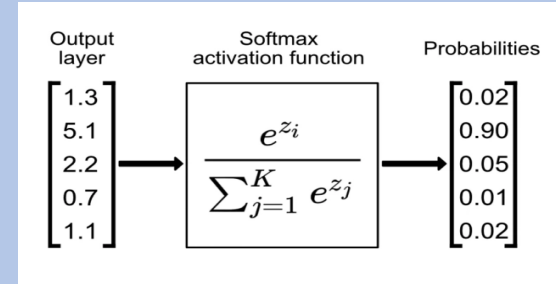 Output
layer
Softmax
activation function
Probabilities
1.3
5.1
2.2
0.7
1.1
e^{z_i}
\sum_{j=1}^{K} e^{z_j}
0.02
0.90
0.05
0.01
0.02